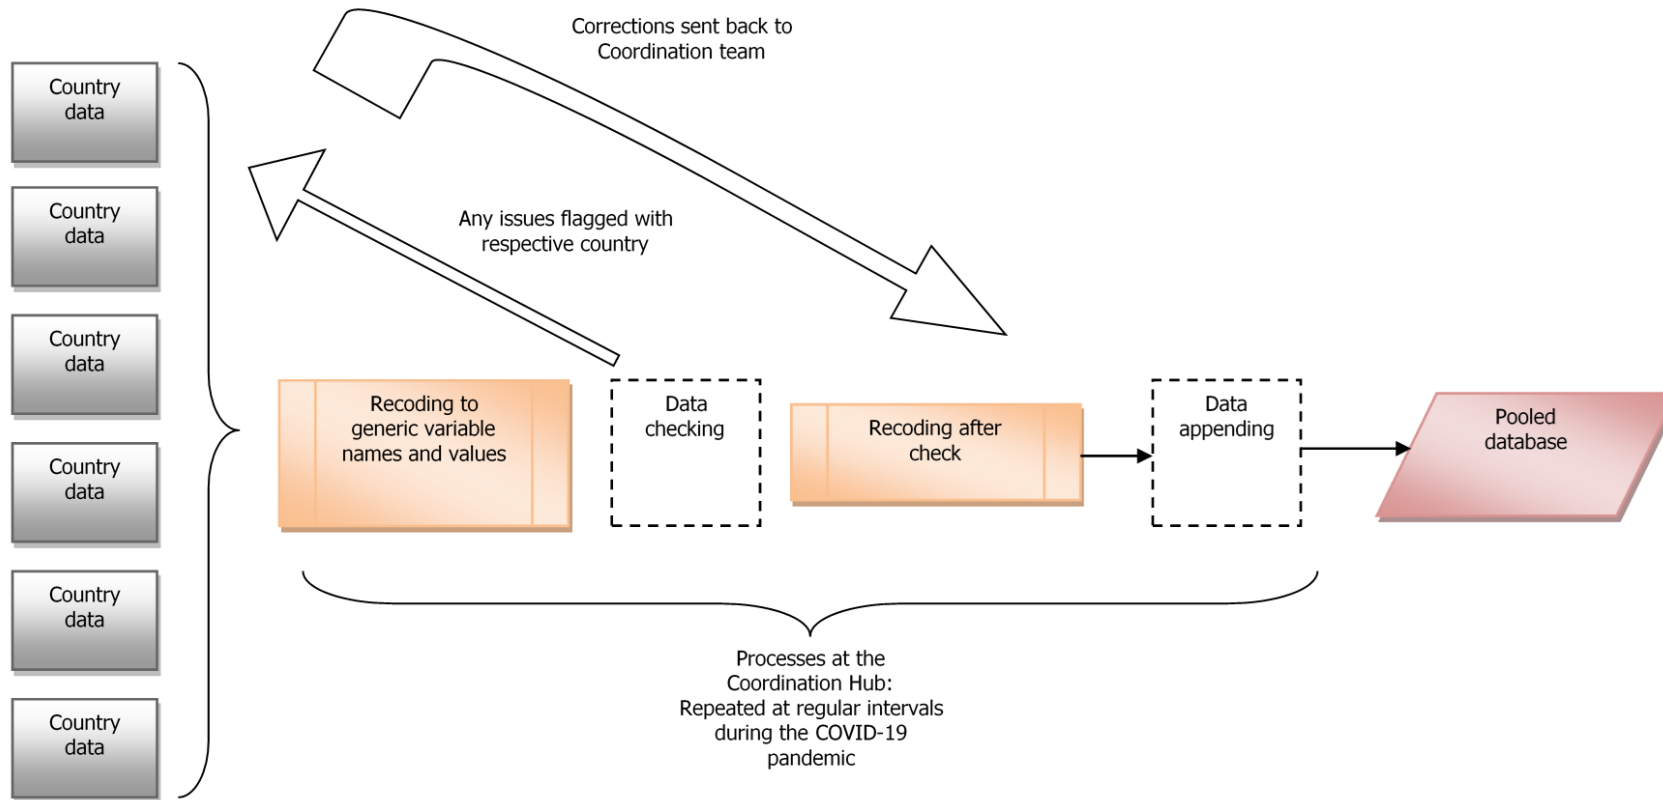 Corrections sent back to
Coordination team
Country
data
Country
data
Any issues flagged with
respective country
Country
data
Country
data
Country
data
Country
data
Recoding to
generic variable
names and values
Data
checking
Recoding after
check
Data
appending
Pooled
database
Processes at the
Coordination Hub:
Repeated at regular intervals
during the COVID-19
pandemic